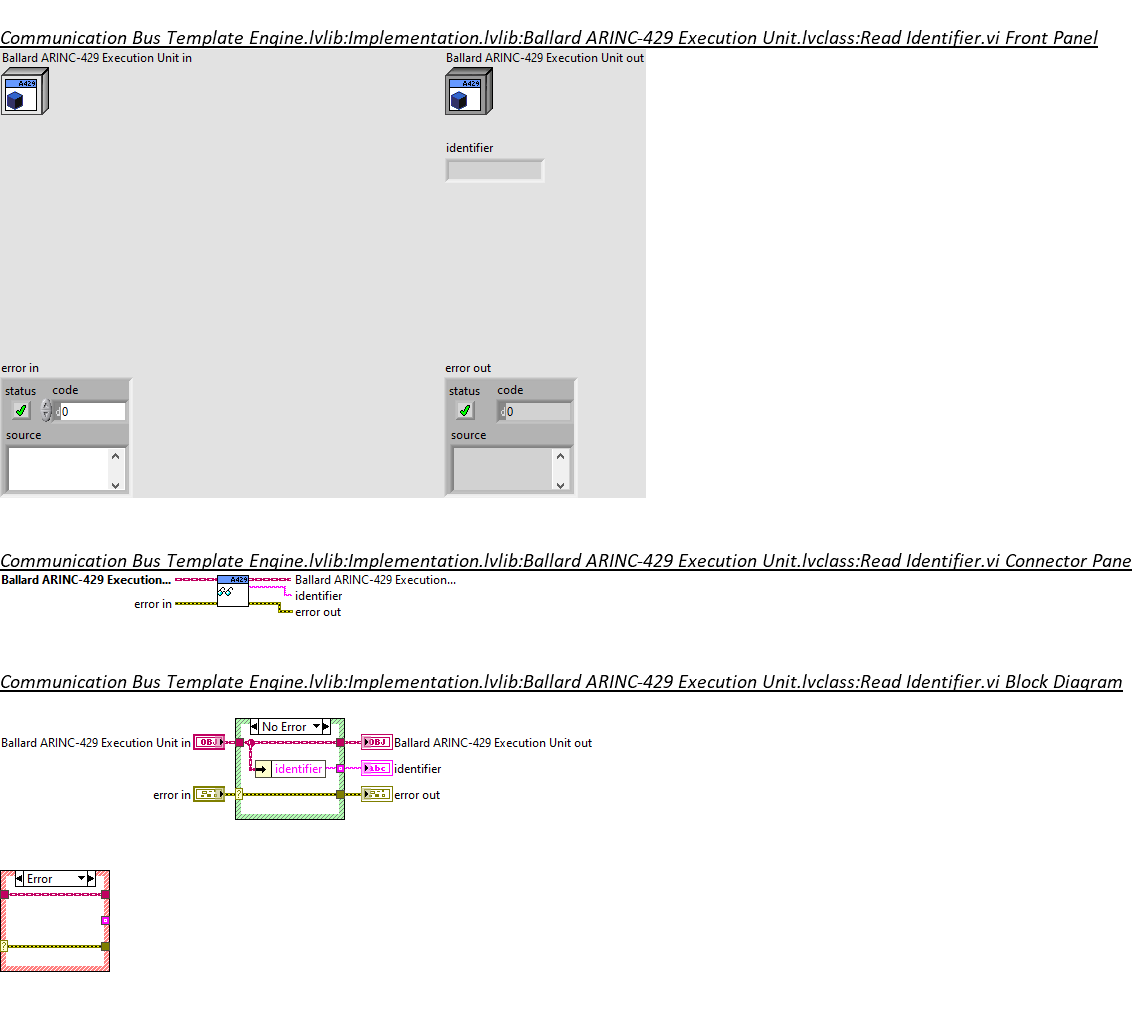 Communication Bus Template Engine.lvlib:Implementation.lvlib:Ballard ARINC-429 Execution Unit.lvclass:Read Identifier.vi Front Panel
Ballard ARINC-429 Execution Unit in
Ballard ARINC-429 Execution Unit out
A429
A429
identifier
error in
error out
status code
status code
d 0
d 0
source
source
Communication Bus Template Engine.lvlib:Implementation.lvlib:Ballard ARINC-429 Execution Unit.lvclass:Read Identifier.vi Connector Pane
Ballard ARINC-429 Execution... A429 Ballard ARINC-429 Execution...
identifier
error in
error out
Communication Bus Template Engine.lvlib:Implementation.lvlib:Ballard ARINC-429 Execution Unit.lvclass:Read Identifier.vi Block Diagram
No Error
Ballard ARINC-429 Execution Unit in OBJ OBJ Ballard ARINC-429 Execution Unit out
identifier Abc identifier
error in ? error out
Error
?